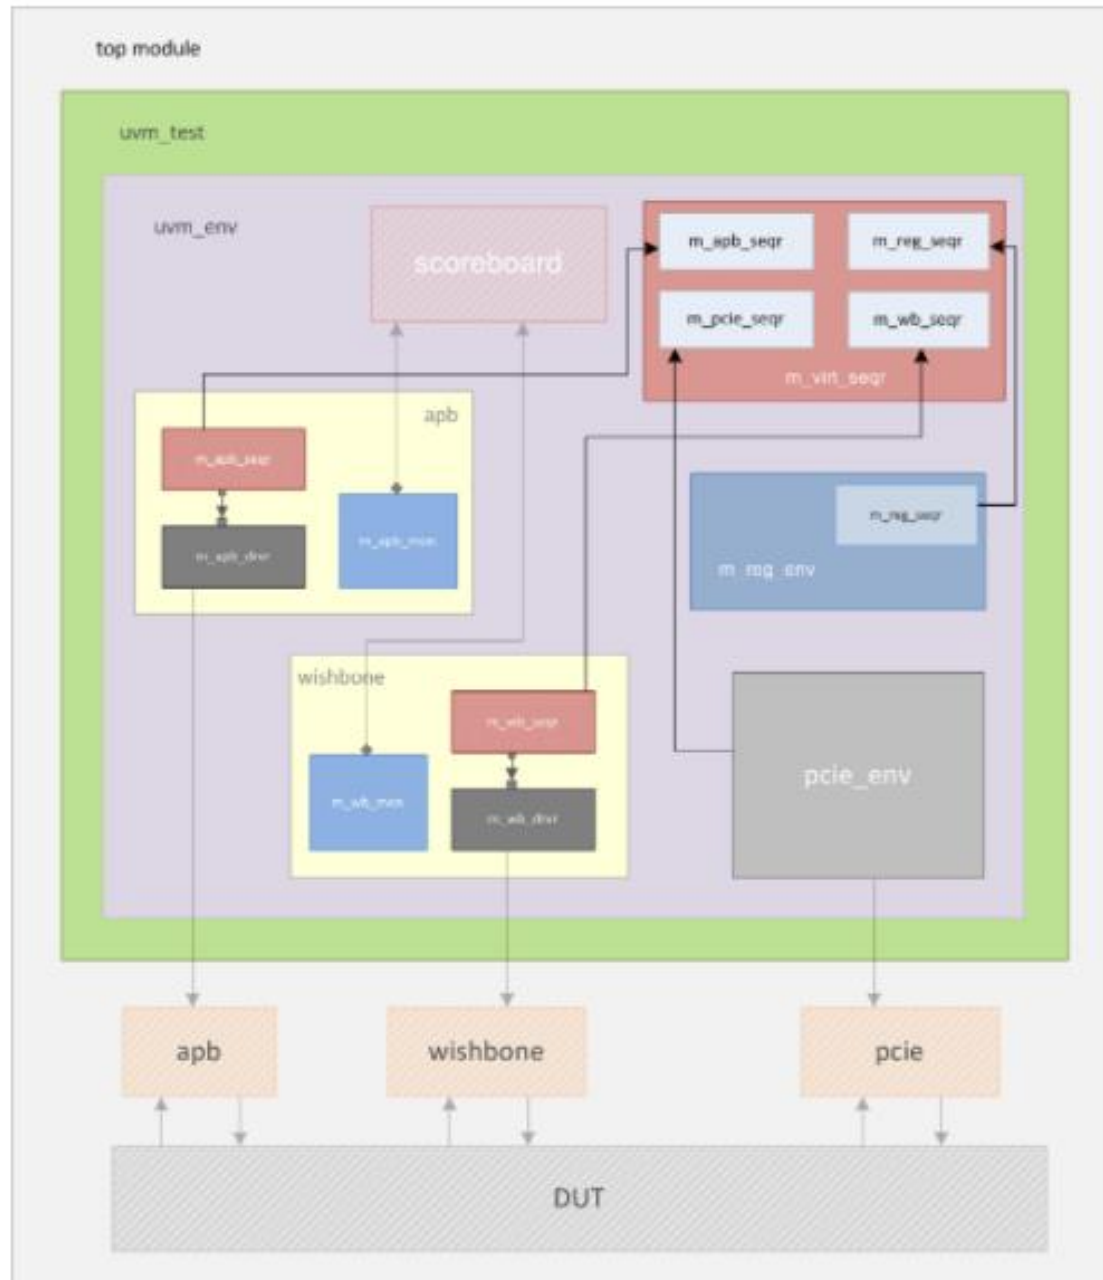 top module
uvm_test
uvm_env
scoreboard
m_apb_seqr
m_reg_seqr
m_pcie_seqr
m_wb_seqr
m_virt_seqr
apb
m_apb_seqr
m_apb_drvr
m_apb_mon
m_reg_seqr
m_reg_env
wishbone
m_wb_seqr
m_wb_mon
m_wb_drvr
pcie_env
apb
wishbone
pcie
DUT